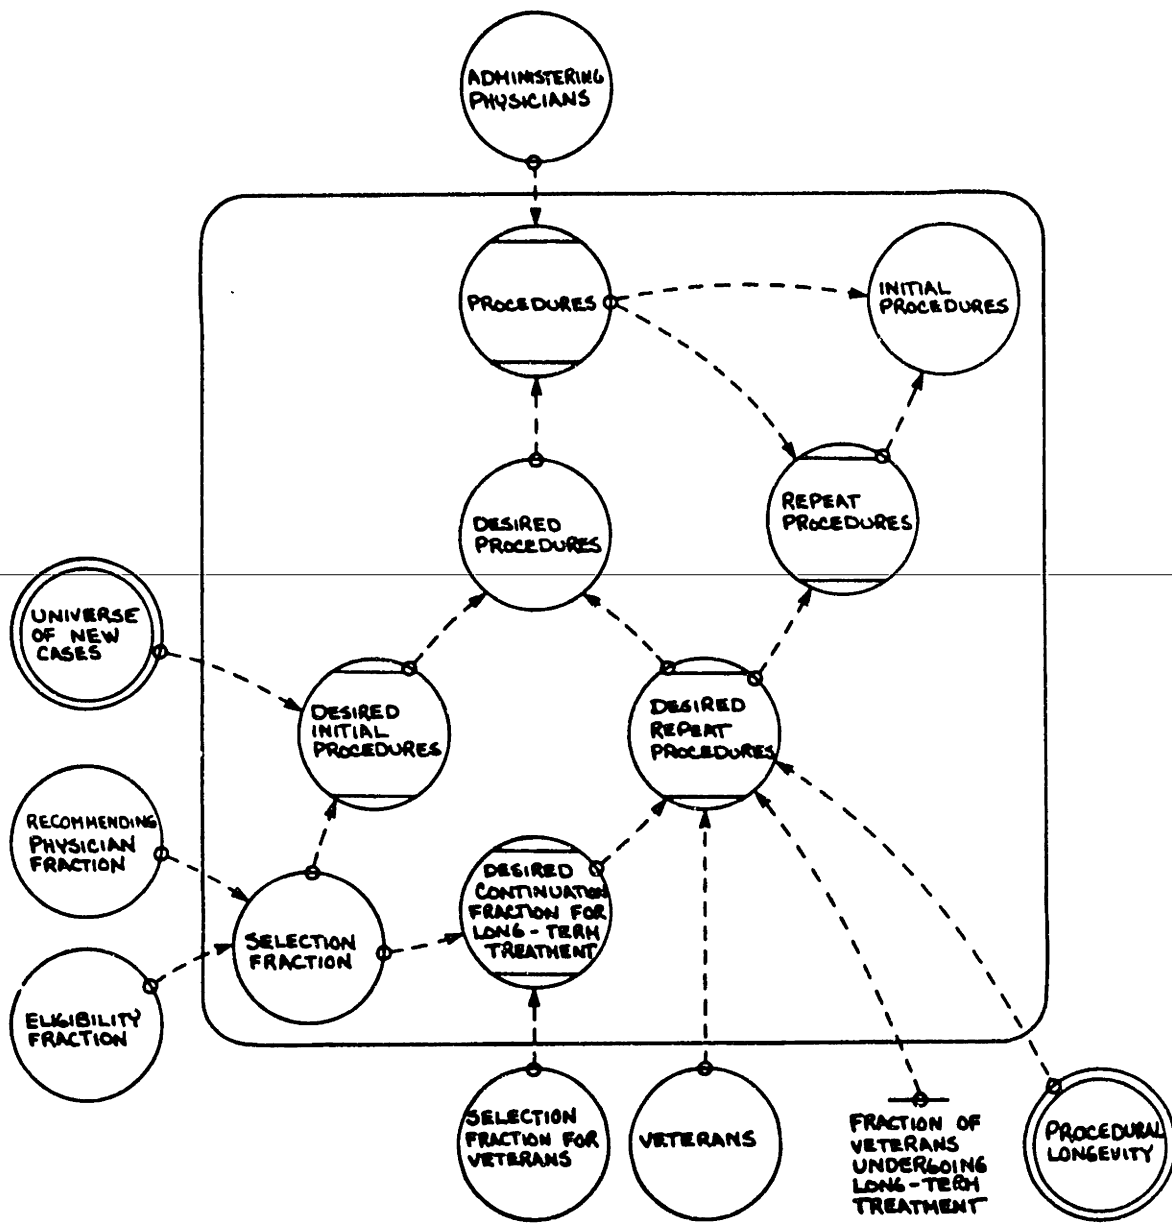 ADMINISTERING
PHYSICIANS
PROCEDURES
INITIAL
PROCEDURES
DESIRED
PROCEDURES
REPEAT
PROCEDURES
UNIVERSE
OF NEW
CASES
DESIRED
INITIAL
PROCEDURES
DESIRED
REPEAT
PROCEDURES
RECOMMENDING
PHYSICIAN
FRACTION
DESIRED
CONTINUATION
FRACTION FOR
LONG-TERM
TREATMENT
SELECTION
FRACTION
ELIGIBILITY
FRACTION
SELECTION
FRACTION FOR
VETERANS
VETERANS
FRACTION OF
VETERANS
UNDERGOING
LONG-TERM
TREATMENT
PROCEDURAL
LONGEVITY